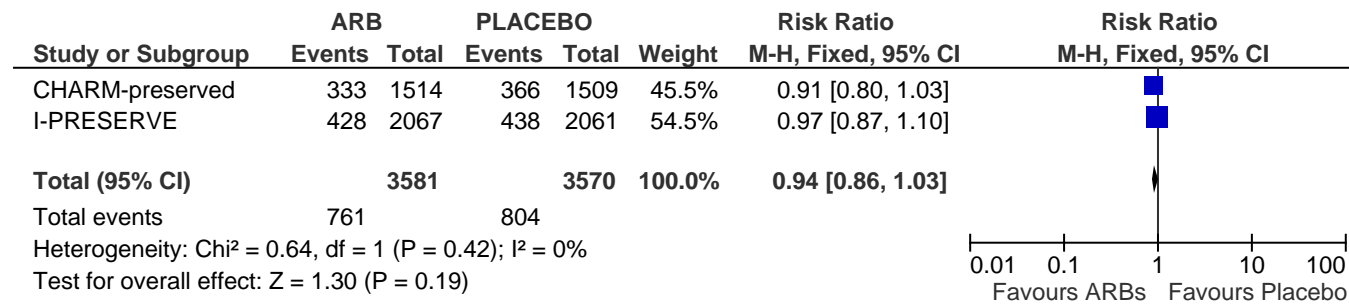 ARB PLACEBO Risk Ratio Risk Ratio
Study or Subgroup Events Total Events Total Weight M-H, Fixed, 95% CI M-H, Fixed, 95% CI
CHARM-preserved 333 1514 366 1509 45.5% 0.91 [0.80, 1.03]
I-PRESERVE 428 2067 438 2061 54.5% 0.97 [0.87, 1.10]
Total (95% CI) 3581 3570 100.0% 0.94 [0.86, 1.03]
Total events 761 804
Heterogeneity: Chi² = 0.64, df = 1 (P = 0.42); I² = 0%
Test for overall effect: Z = 1.30 (P = 0.19)
0.01 0.1 1 10 100
Favours ARBs Favours Placebo